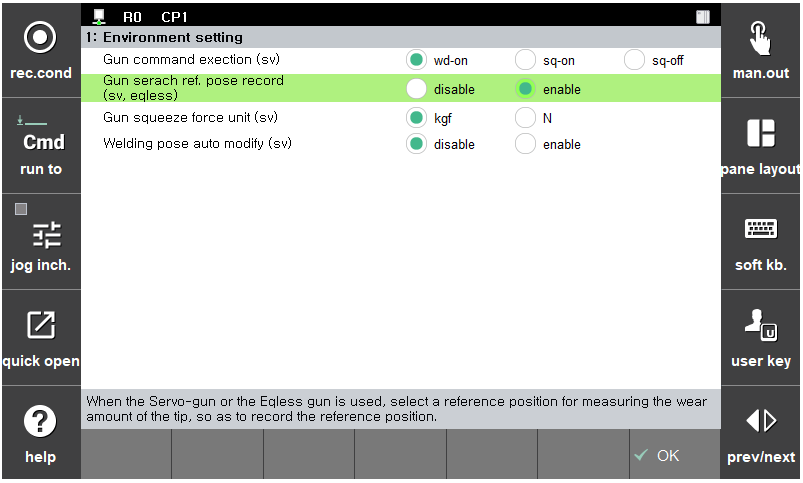 R0 CP1
1: Environment setting
Gun command exection (sv) wd-on sq-on sq-off
Gun serach ref. pose record
(sv, eqless) disable enable
Gun squeeze force unit (sv) kgf N
Welding pose auto modify (sv) disable enable
When the Servo-gun or the Eqless gun is used, select a reference position for measuring the wear
amount of the tip, so as to record the reference position.
OK
rec.cond
Cmd
run to
jog inch.
quick open
help
man.out
pane layout
soft kb.
U
user key
prev/next